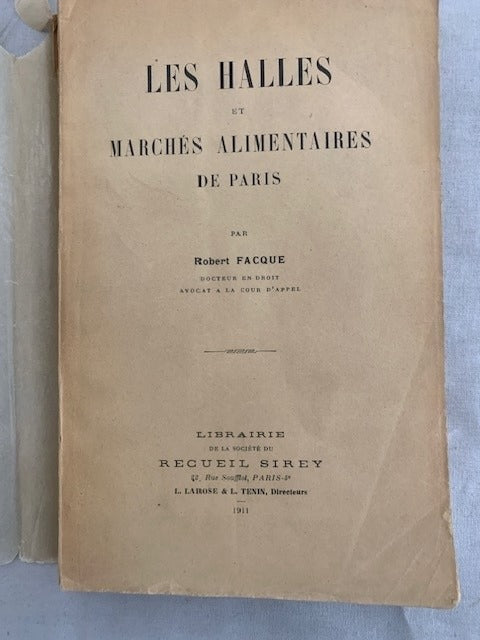 LES HALLES
ET
MARCHÉS ALIMENTAIRES
DE PARIS
PAR
Robert FACQUE
DOCTEUR EN DROIT
AVOCAT A LA COUR D'APPEL
LIBRAIRIE
DE LA SOCIÉTÉ DU
RECUEIL SIREY
Rue Soufflot, PARIS-5e
L. LAROSE & L. TENIN, Directeurs
1911